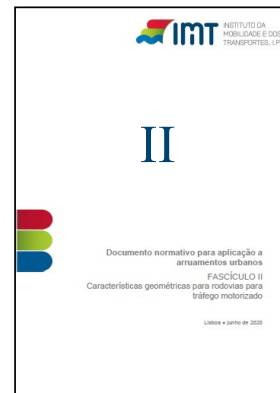 IMT
INSTITUTO DA
MOBILIDADE E DOS
TRANSPORTES, I.P.
II
Documento normativo para aplicação a
arruamentos urbanos
FASCÍCULO II
Características geométricas para rodovias para
tráfego motorizado
Lisboa • junho de 2020